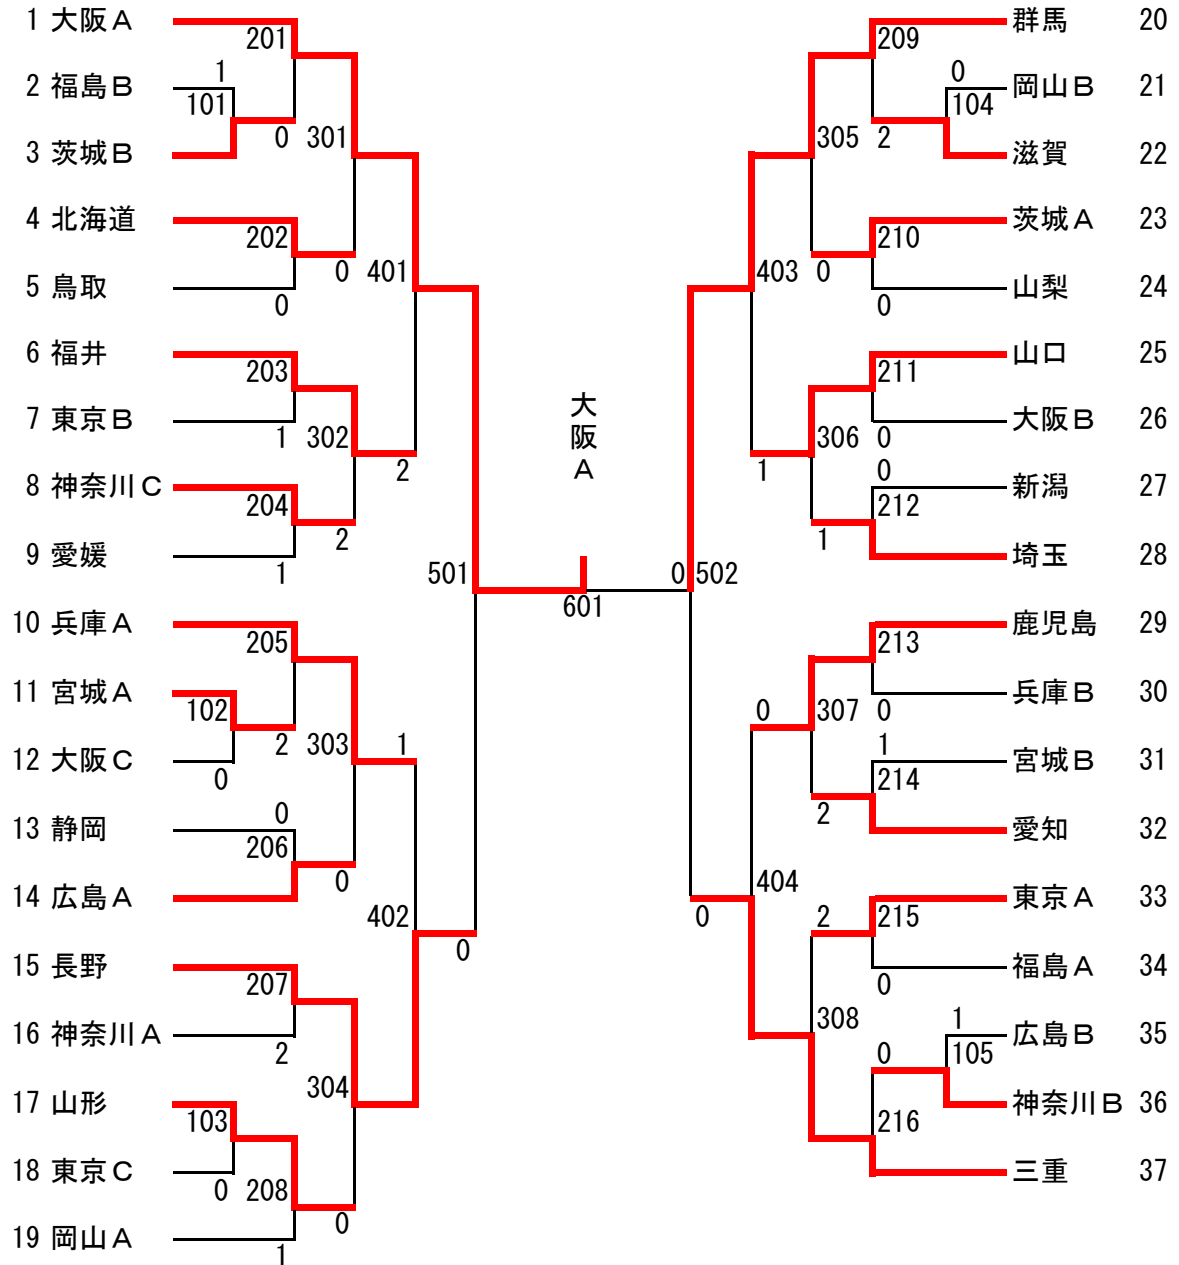 1 大阪Ａ
201
1
2 福島Ｂ
101
0
301
3 茨城Ｂ
4 北海道
202
0
401
5 鳥取
0
6 福井
203
7 東京Ｂ
1
302
2
8 神奈川Ｃ
204
2
9 愛媛
1
501
10 兵庫Ａ
205
11 宮城Ａ
102
2
303
1
12 大阪Ｃ
0
0
13 静岡
206
0
14 広島Ａ
402
0
15 長野
207
16 神奈川Ａ
2
304
17 山形
103
18 東京Ｃ
0
208
0
19 岡山Ａ
1
大阪Ａ
601
群馬 20
209
0
岡山Ｂ 21
104
305
2
滋賀 22
茨城Ａ 23
210
403
0
山梨 24
0
山口 25
211
大阪Ｂ 26
306
0
1
0
新潟 27
212
1
埼玉 28
0
502
鹿児島 29
213
兵庫Ｂ 30
0
307
0
1
宮城Ｂ 31
214
2
愛知 32
404
0
東京Ａ 33
2
215
福島Ａ 34
0
308
1
広島Ｂ 35
0
105
神奈川Ｂ 36
216
三重 37